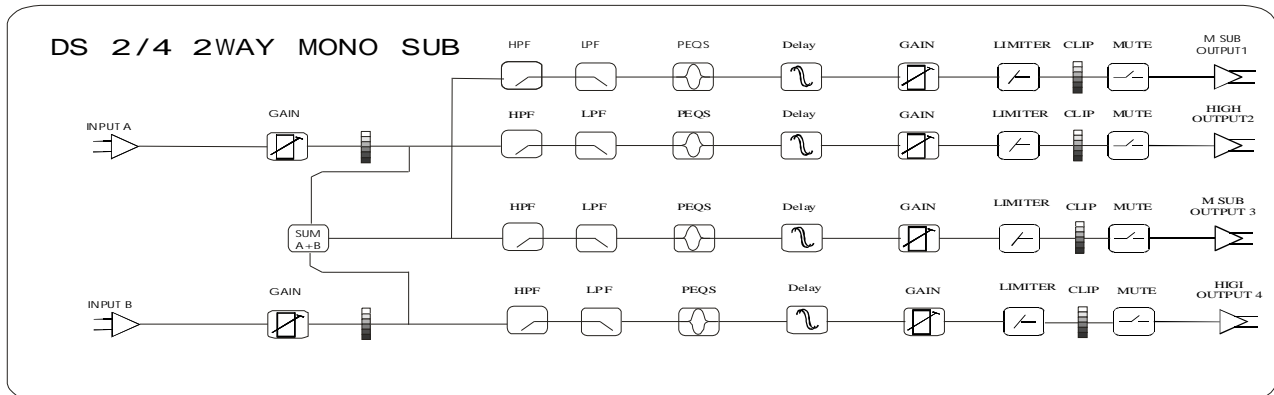 DS 2/4 2WAY MONO SUB
HPF LPF PEQS Delay GAIN LIMITER CLIP MUTE M SUB
OUTPUT1
INPUT A
GAIN
HPF LPF PEQS Delay GAIN LIMITER CLIP MUTE HIGH
OUTPUT2
SUM
A+B
HPF LPF PEQS Delay GAIN LIMITER CLIP MUTE M SUB
OUTPUT 3
INPUT B
GAIN
HPF LPF PEQS Delay GAIN LIMITER CLIP MUTE HIGI
OUTPUT 4